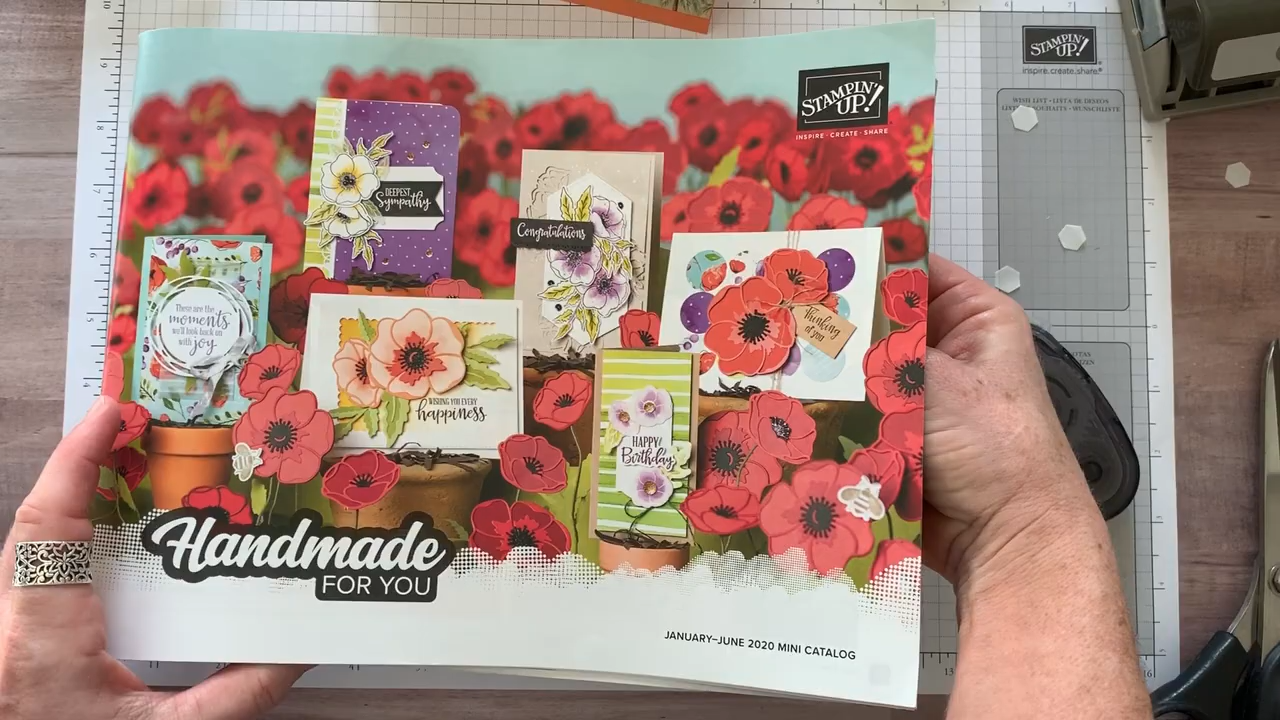 STAMPIN' UP!
INSPIRE · CREATE · SHARE
DEEPEST
Sympathy
Congratulations
These are the
moments
we'll look back on
with joy
WISHING YOU EVERY
happiness
Thinking
of you
HAPPY
Birthday
Handmade
FOR YOU
JANUARY–JUNE 2020 MINI CATALOG
STAMPIN' UP!
inspire.create.share.®
WISH LIST • LISTA DE DESEOS